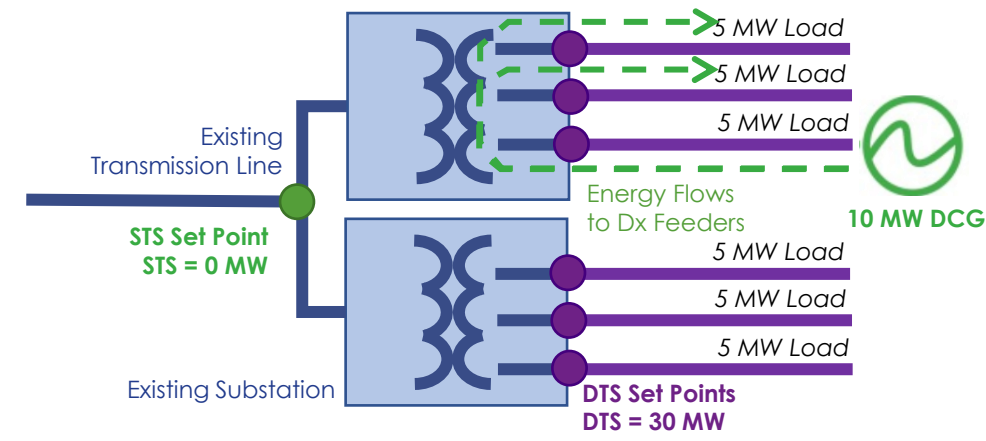 5 MW Load
5 MW Load
5 MW Load
Existing
Transmission Line
Energy Flows
to Dx Feeders
10 MW DCG
STS Set Point
STS = 0 MW
5 MW Load
5 MW Load
5 MW Load
Existing Substation
DTS Set Points
DTS = 30 MW